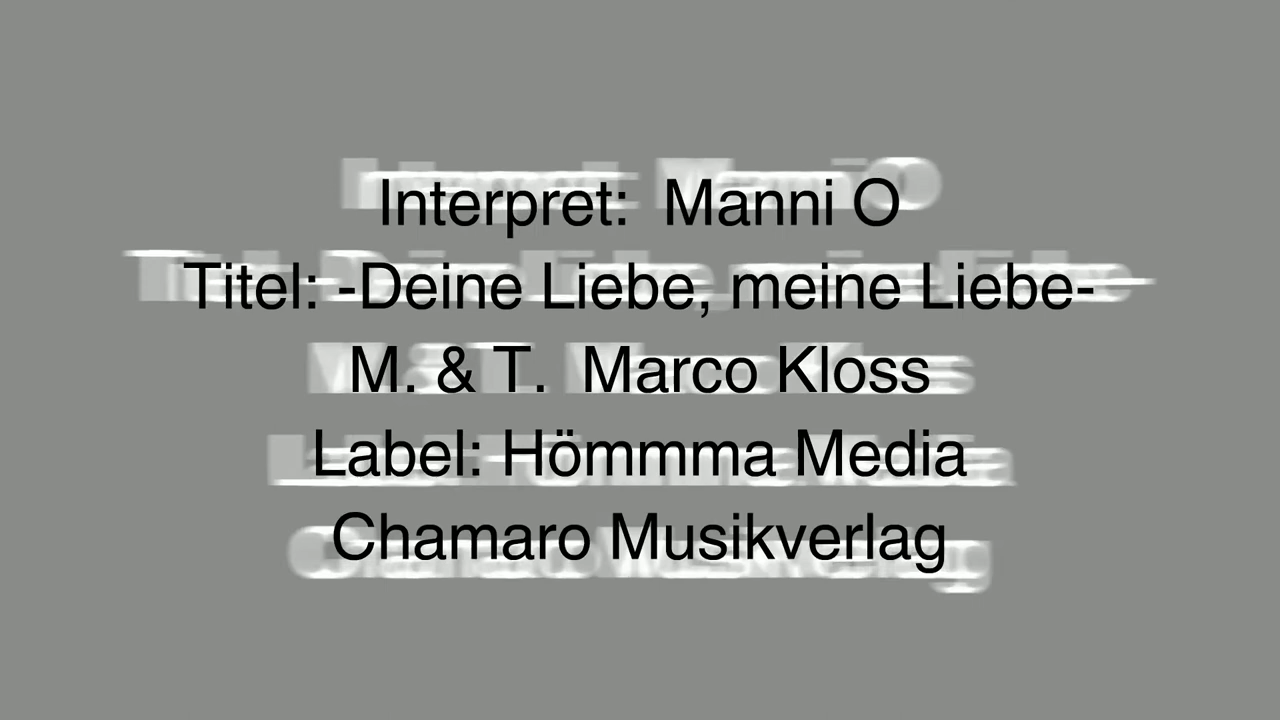 Interpret: Manni O
Titel: -Deine Liebe, meine Liebe-
M. & T. Marco Kloss
Label: Hömmma Media
Chamaro Musikverlag